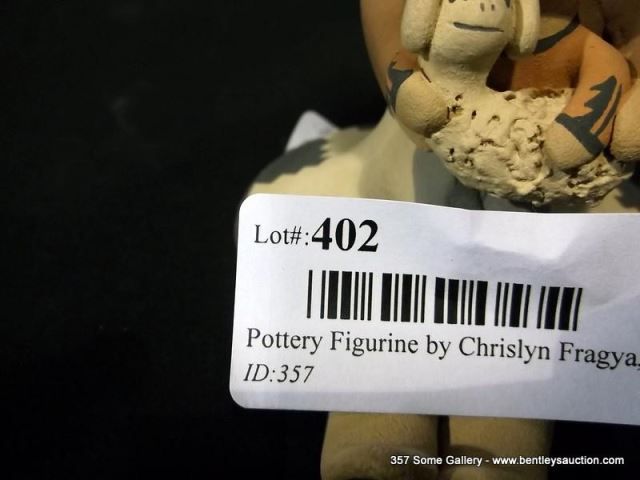 Lot#:402
Pottery Figurine by Chrislyn Fragya,
ID:357
357 Some Gallery - www.bentleysauction.com